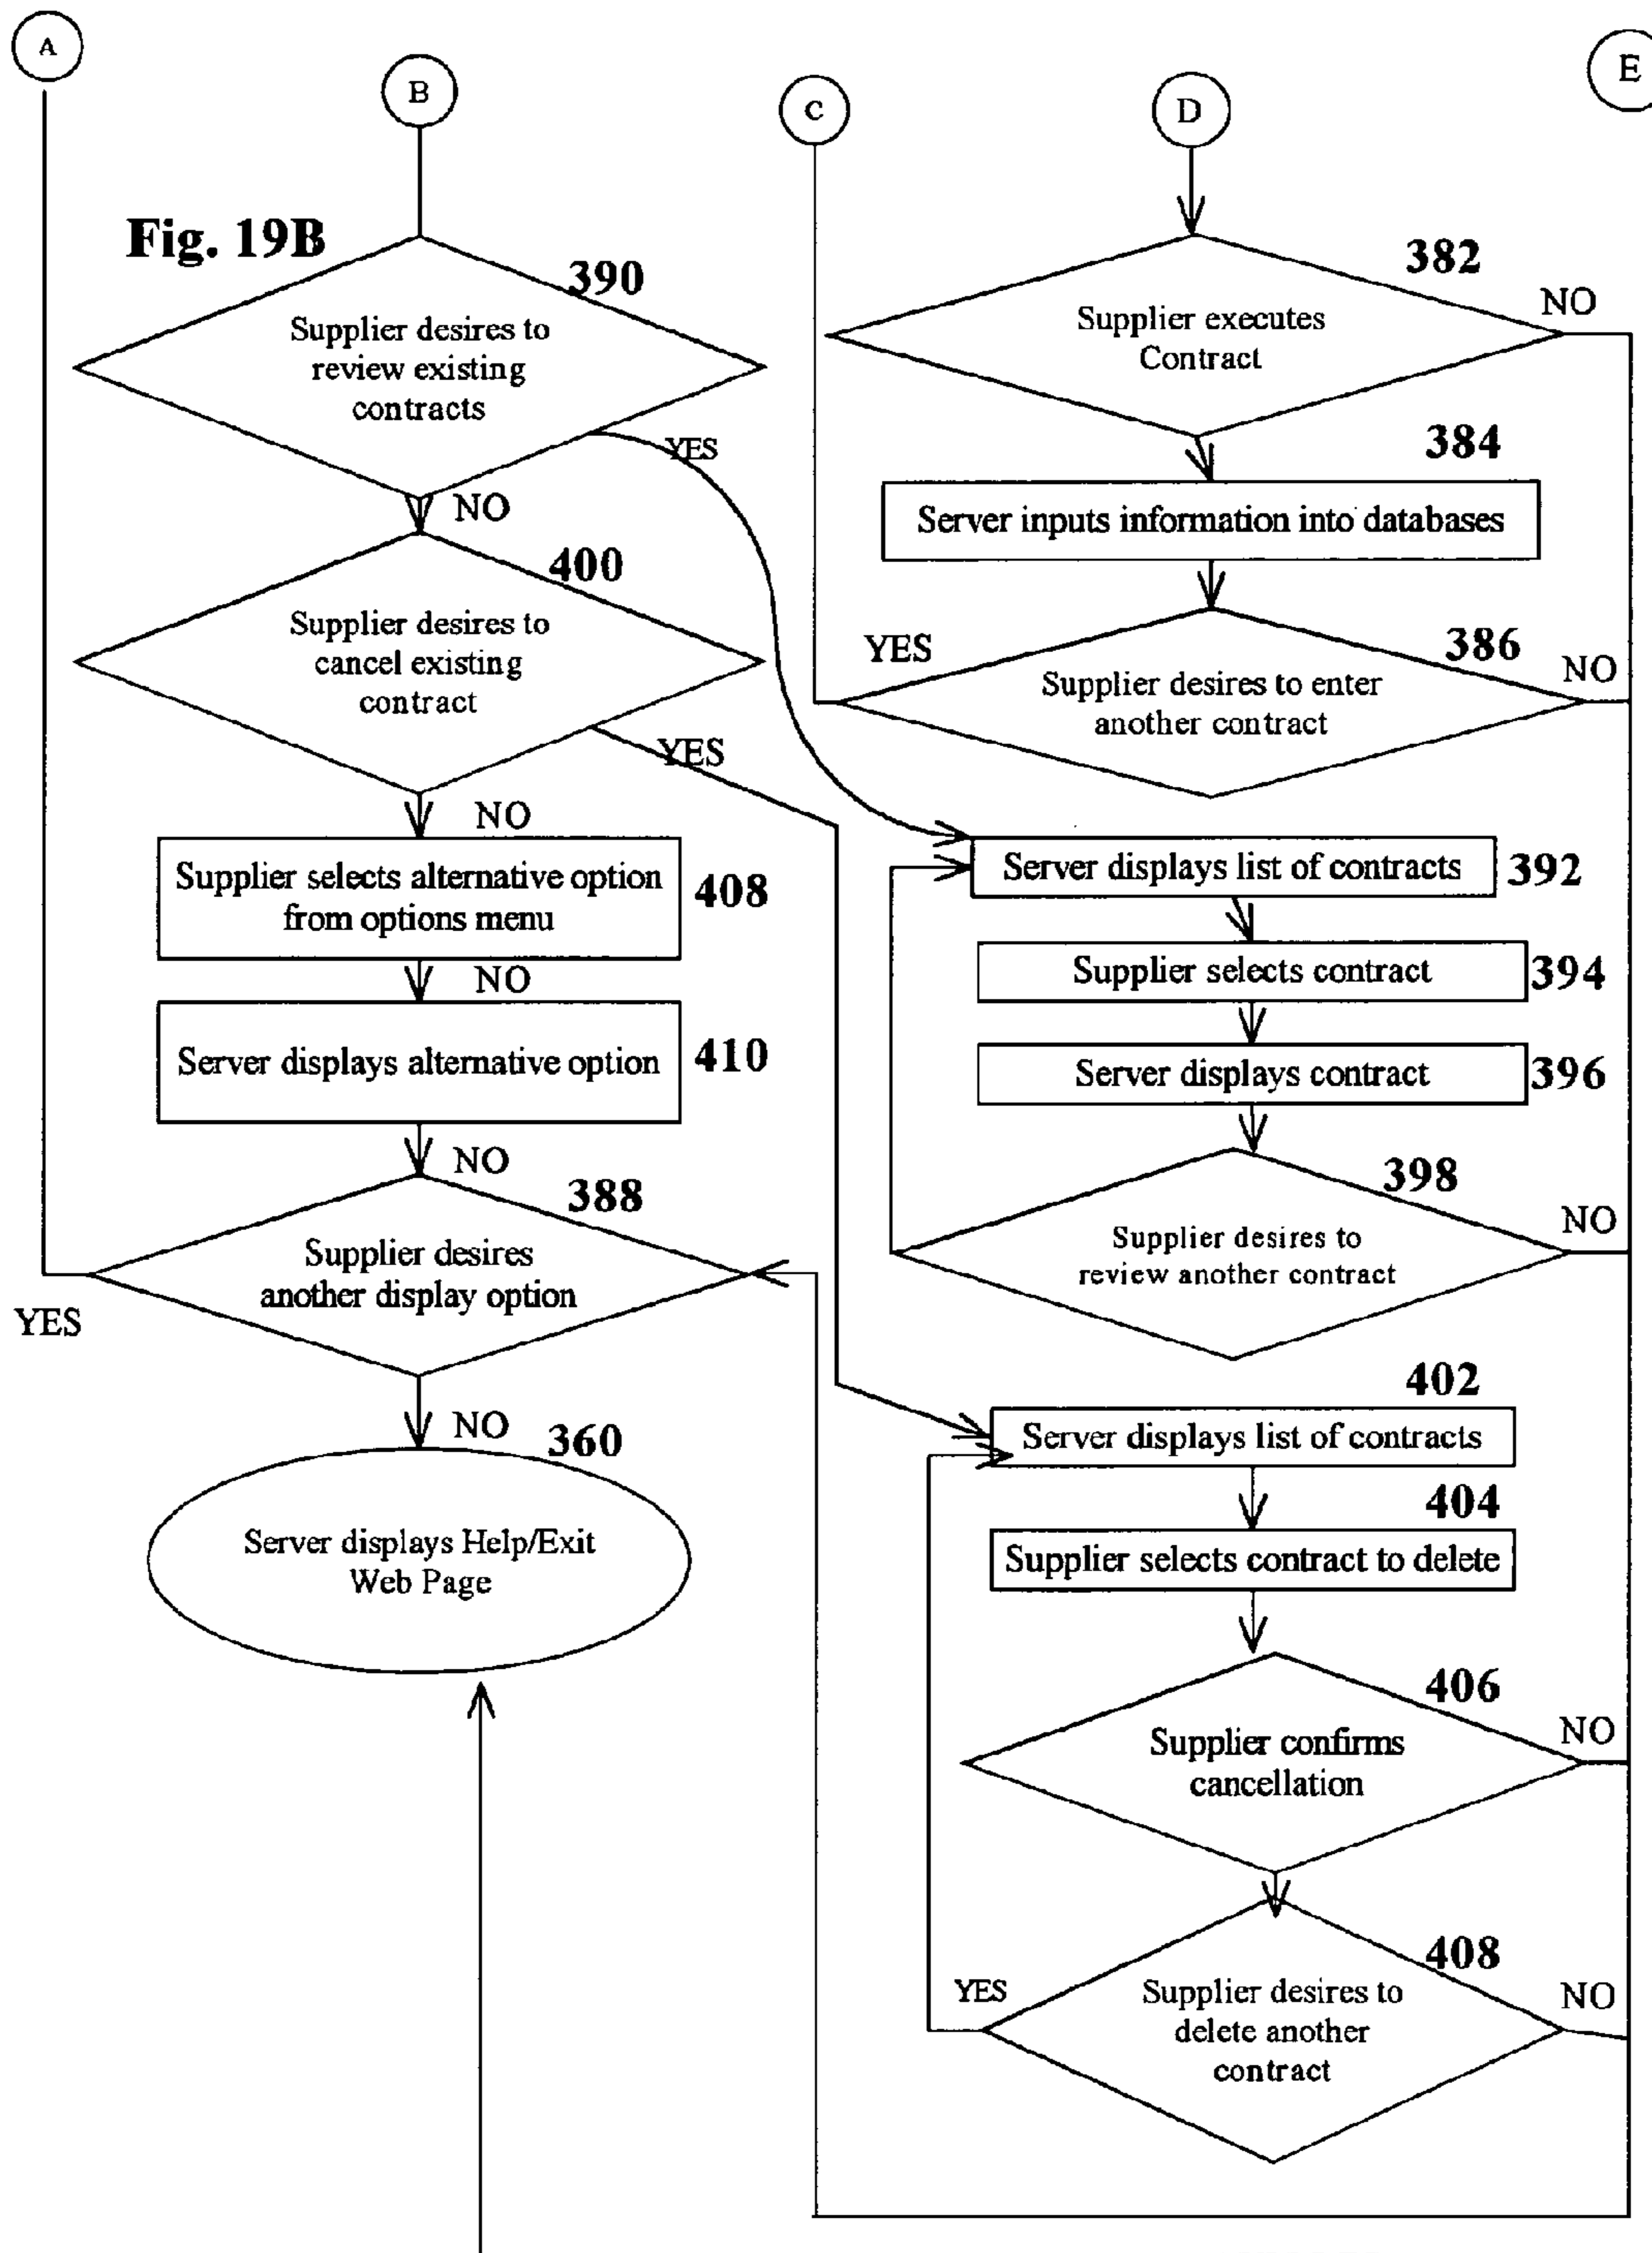 A
B
C
D
E
Fig. 19B
390
Supplier desires to
review existing
contracts
YES
NO
400
Supplier desires to
cancel existing
contract
YES
NO
Supplier selects alternative option
from options menu
408
NO
Server displays alternative option
410
NO
388
Supplier desires
another display option
YES
NO
360
Server displays Help/Exit
Web Page
382
NO
Supplier executes
Contract
384
Server inputs information into databases
386
YES
NO
Supplier desires to enter
another contract
Server displays list of contracts
392
Supplier selects contract
394
Server displays contract
396
398
NO
Supplier desires to
review another contract
402
Server displays list of contracts
404
Supplier selects contract to delete
406
NO
Supplier confirms
cancellation
408
YES
NO
Supplier desires to
delete another
contract